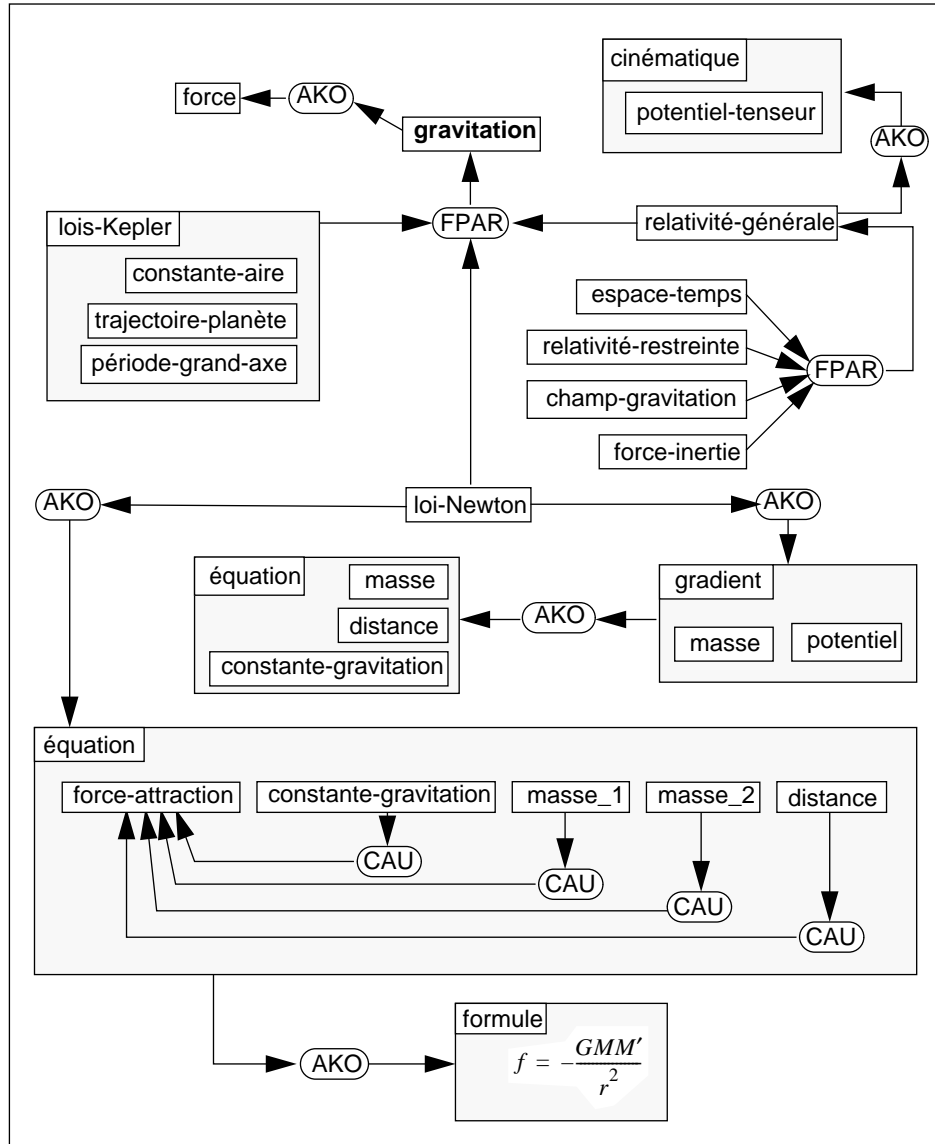 cinématique
potentiel-tenseur
force
AKO
gravitation
AKO
lois-Kepler
constante-aire
trajectoire-planète
période-grand-axe
FPAR
relativité-générale
espace-temps
relativité-restreinte
champ-gravitation
force-inertie
FPAR
AKO
loi-Newton
AKO
équation
masse
distance
constante-gravitation
AKO
gradient
masse
potentiel
équation
force-attraction
constante-gravitation
masse_1
masse_2
distance
CAU
CAU
CAU
CAU
AKO
formule
f = -GMM′/r²